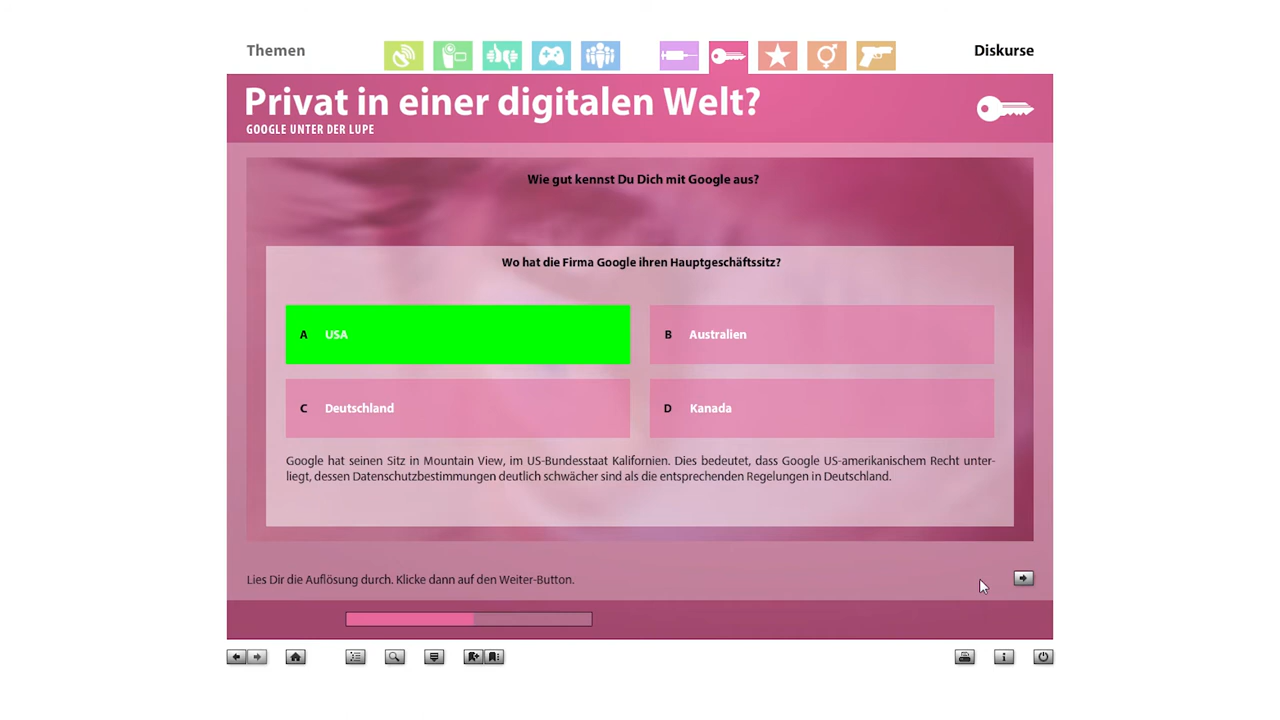 Themen
Diskurse
Privat in einer digitalen Welt?
GOOGLE UNTER DER LUPE
Wie gut kennst Du Dich mit Google aus?
Wo hat die Firma Google ihren Hauptgeschäftssitz?
A USA
B Australien
C Deutschland
D Kanada
Google hat seinen Sitz in Mountain View, im US-Bundesstaat Kalifornien. Dies bedeutet, dass Google US-amerikanischem Recht unter-
liegt, dessen Datenschutzbestimmungen deutlich schwächer sind als die entsprechenden Regelungen in Deutschland.
Lies Dir die Auflösung durch. Klicke dann auf den Weiter-Button.